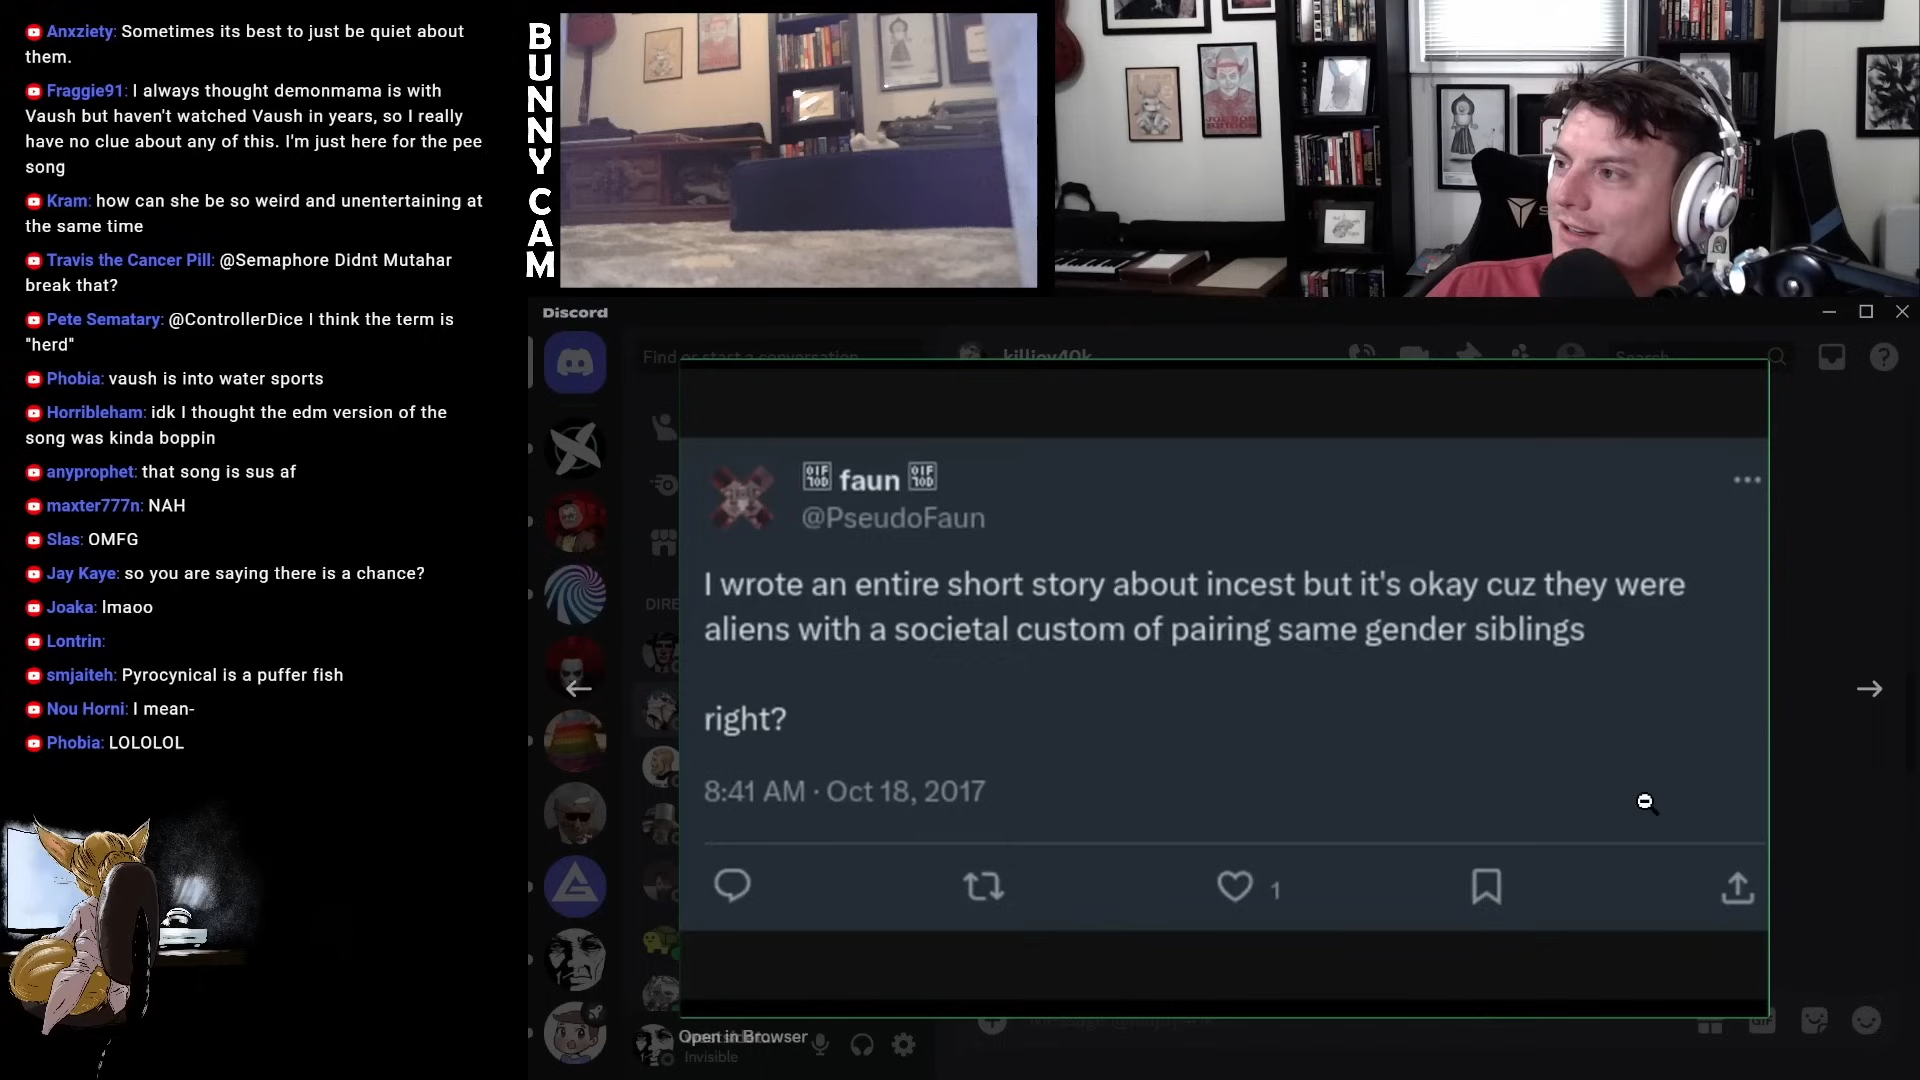 Anxziety: Sometimes its best to just be quiet about
them.
Fraggie91: I always thought demonmama is with
Vaush but haven't watched Vaush in years, so I really
have no clue about any of this. I'm just here for the pee
song
Kram: how can she be so weird and unentertaining at
the same time
Travis the Cancer Pill: @Semaphore Didnt Mutahar
break that?
Pete Sematary: @ControllerDice I think the term is
"herd"
Phobia: vaush is into water sports
Horribleham: idk I thought the edm version of the
song was kinda boppin
anyprophet: that song is sus af
maxter777n: NAH
Slas: OMFG
Jay Kaye: so you are saying there is a chance?
Joaka: lmaoo
Lontrin:
smjaiteh: Pyrocynical is a puffer fish
Nou Horni: I mean-
Phobia: LOLOLOL
BUNNY CAM
JOE BOB BRIGGS
Discord
Find or start a conversation
killjoy40k
Search
DIRE
faun
@PseudoFaun
I wrote an entire short story about incest but it's okay cuz they were
aliens with a societal custom of pairing same gender siblings
right?
8:41 AM · Oct 18, 2017
1
Open in Browser
Invisible
GIF